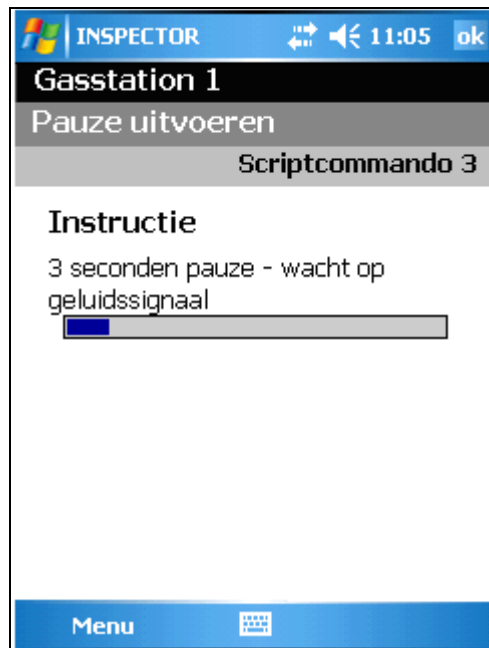 INSPECTOR 11:05 ok
Gasstation 1
Pauze uitvoeren
Scriptcommando 3
Instructie
3 seconden pauze - wacht op
geluidssignaal
Menu